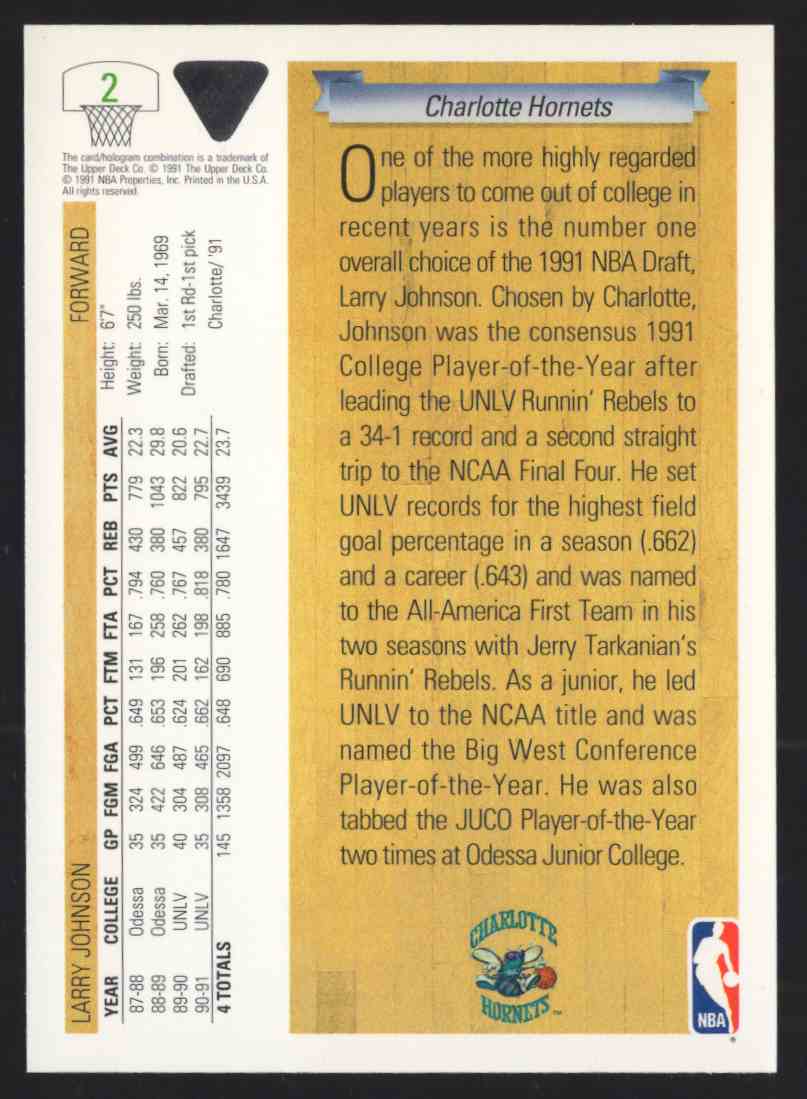 2
The card/hologram combination is a trademark of
The Upper Deck Co. © 1991 The Upper Deck Co.
© 1991 NBA Properties, Inc. Printed in the U.S.A.
All rights reserved.
LARRY JOHNSON FORWARD
Height: 6'7"
Weight: 250 lbs.
Born: Mar. 14, 1969
Drafted: 1st Rd-1st pick
Charlotte/ '91
YEAR COLLEGE GP FGM FGA PCT FTM FTA PCT REB PTS AVG
87-88 Odessa 35 324 499 .649 131 167 .794 430 779 22.3
88-89 Odessa 35 422 646 .653 196 258 .760 380 1043 29.8
89-90 UNLV 40 304 487 .624 201 262 .767 457 822 20.6
90-91 UNLV 35 308 465 .662 162 198 .818 380 795 22.7
4 TOTALS 145 1358 2097 .648 690 885 .780 1647 3439 23.7
Charlotte Hornets
One of the more highly regarded
players to come out of college in
recent years is the number one
overall choice of the 1991 NBA Draft,
Larry Johnson. Chosen by Charlotte,
Johnson was the consensus 1991
College Player-of-the-Year after
leading the UNLV Runnin' Rebels to
a 34-1 record and a second straight
trip to the NCAA Final Four. He set
UNLV records for the highest field
goal percentage in a season (.662)
and a career (.643) and was named
to the All-America First Team in his
two seasons with Jerry Tarkanian's
Runnin' Rebels. As a junior, he led
UNLV to the NCAA title and was
named the Big West Conference
Player-of-the-Year. He was also
tabbed the JUCO Player-of-the-Year
two times at Odessa Junior College.
CHARLOTTE
HORNETS™
NBA
®